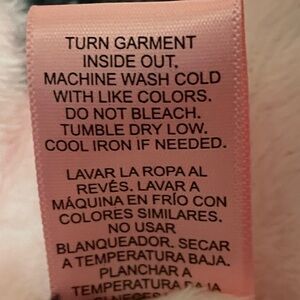 TURN GARMENT
INSIDE OUT.
MACHINE WASH COLD
WITH LIKE COLORS.
DO NOT BLEACH.
TUMBLE DRY LOW.
COOL IRON IF NEEDED.
LAVAR LA ROPA AL
REVÉS. LAVAR A
MÁQUINA EN FRÍO CON
COLORES SIMILARES.
NO USAR
BLANQUEADOR. SECAR
A TEMPERATURA BAJA.
PLANCHAR A
TEMPERATURA BAJA